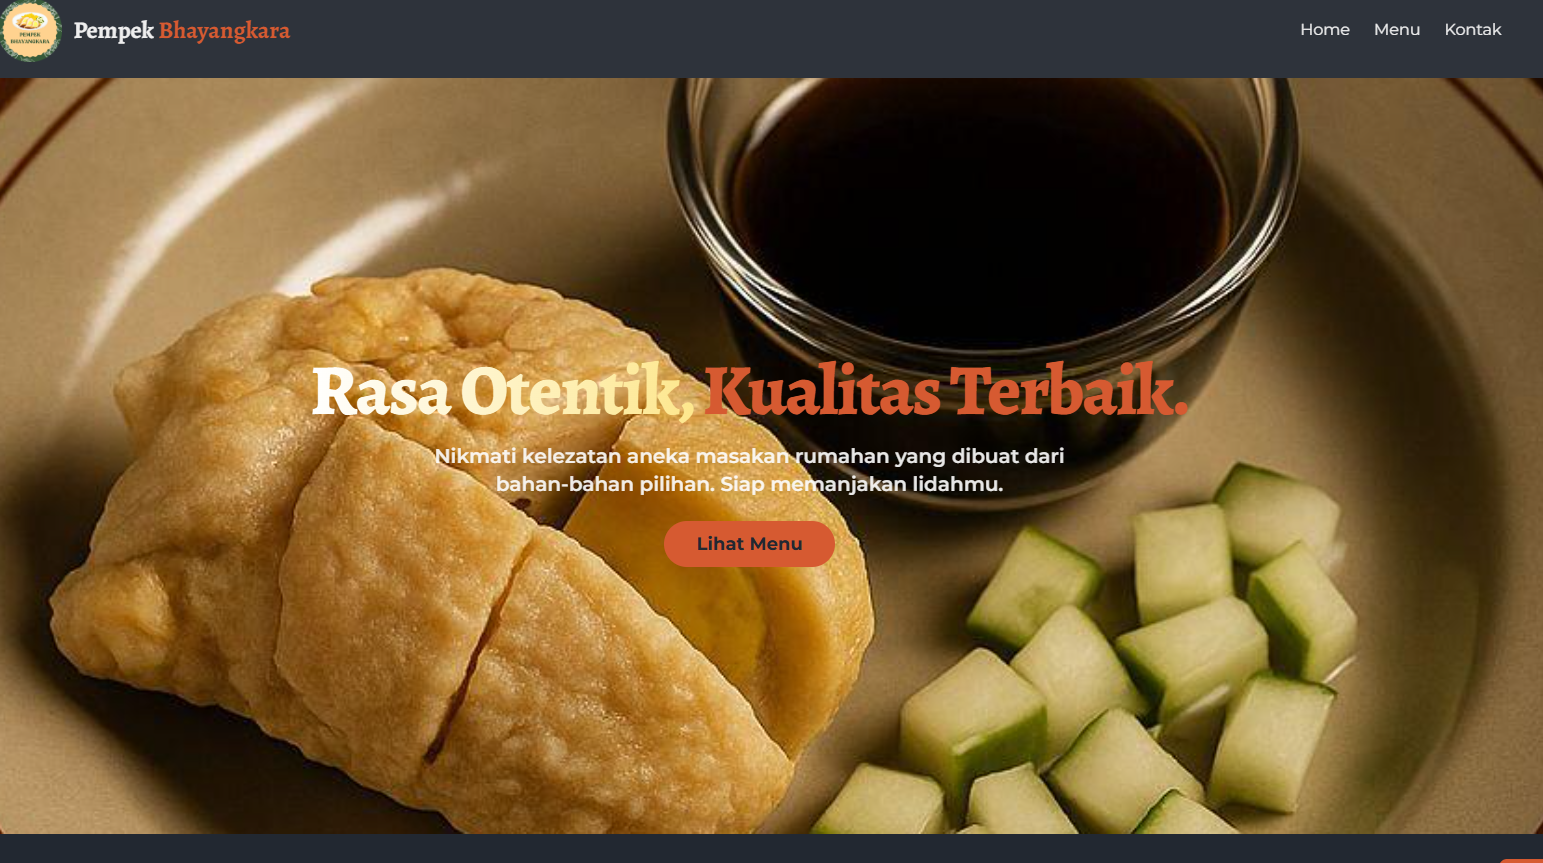 PEMPEK
BHAYANGKARA
Pempek Bhayangkara
Home Menu Kontak
Rasa Otentik, Kualitas Terbaik.
Nikmati kelezatan aneka masakan rumahan yang dibuat dari
bahan-bahan pilihan. Siap memanjakan lidahmu.
Lihat Menu